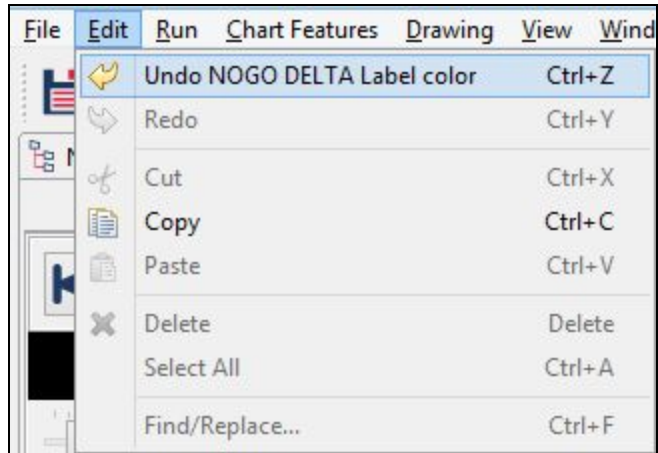 File Edit Run Chart Features Drawing View Wind
Undo NOGO DELTA Label color Ctrl+Z
Redo Ctrl+Y
Cut Ctrl+X
Copy Ctrl+C
Paste Ctrl+V
Delete Delete
Select All Ctrl+A
Find/Replace... Ctrl+F